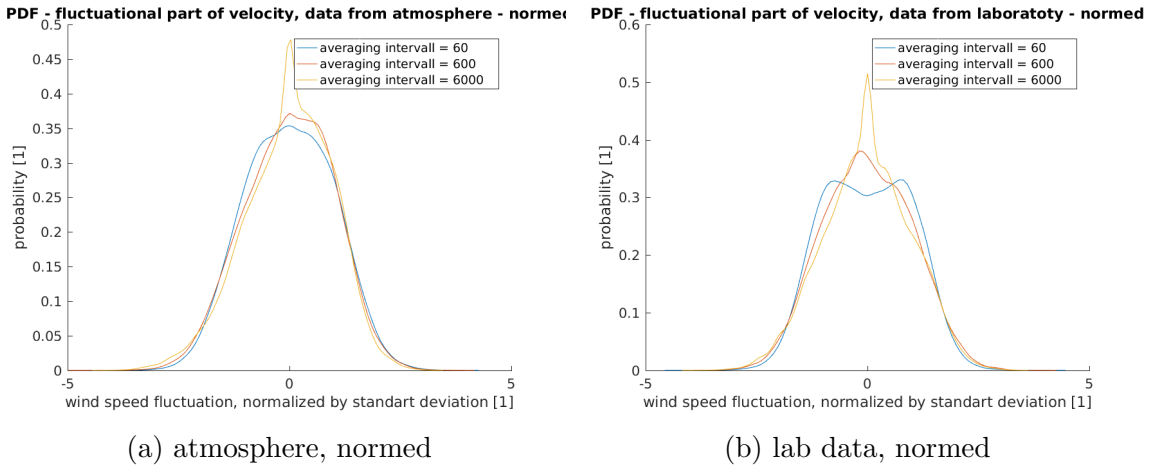 PDF - fluctuational part of velocity, data from atmosphere - normed
0.5
0.45
0.4
0.35
0.3
0.25
0.2
0.15
0.1
0.05
0
probability [1]
averaging intervall = 60
averaging intervall = 600
averaging intervall = 6000
-5 0 5
wind speed fluctuation, normalized by standart deviation [1]
(a) atmosphere, normed
PDF - fluctuational part of velocity, data from laboratoty - normed
0.6
0.5
0.4
0.3
0.2
0.1
0
probability [1]
averaging intervall = 60
averaging intervall = 600
averaging intervall = 6000
-5 0 5
wind speed fluctuation, normalized by standart deviation [1]
(b) lab data, normed